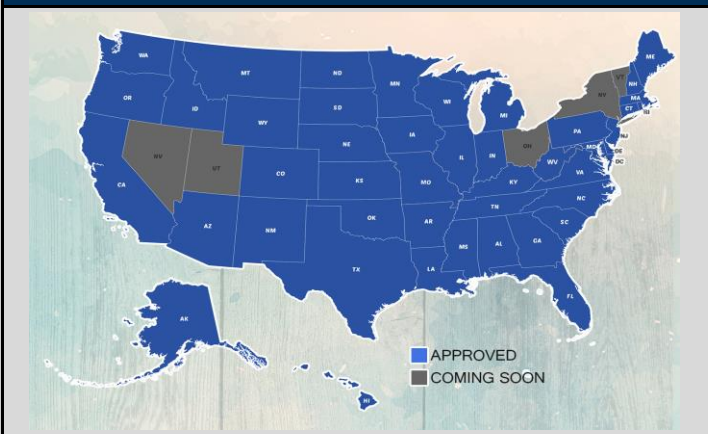 WA
MT
ND
MN
ME
VT
NH
OR
ID
SD
WI
MI
NY
MA
CT
RI
WY
IA
PA
NJ
NV
UT
NE
IL
IN
OH
MD
DE
DC
CA
CO
KS
MO
WV
VA
KY
AZ
NM
OK
AR
TN
NC
SC
TX
LA
MS
AL
GA
FL
AK
HI
APPROVED
COMING SOON